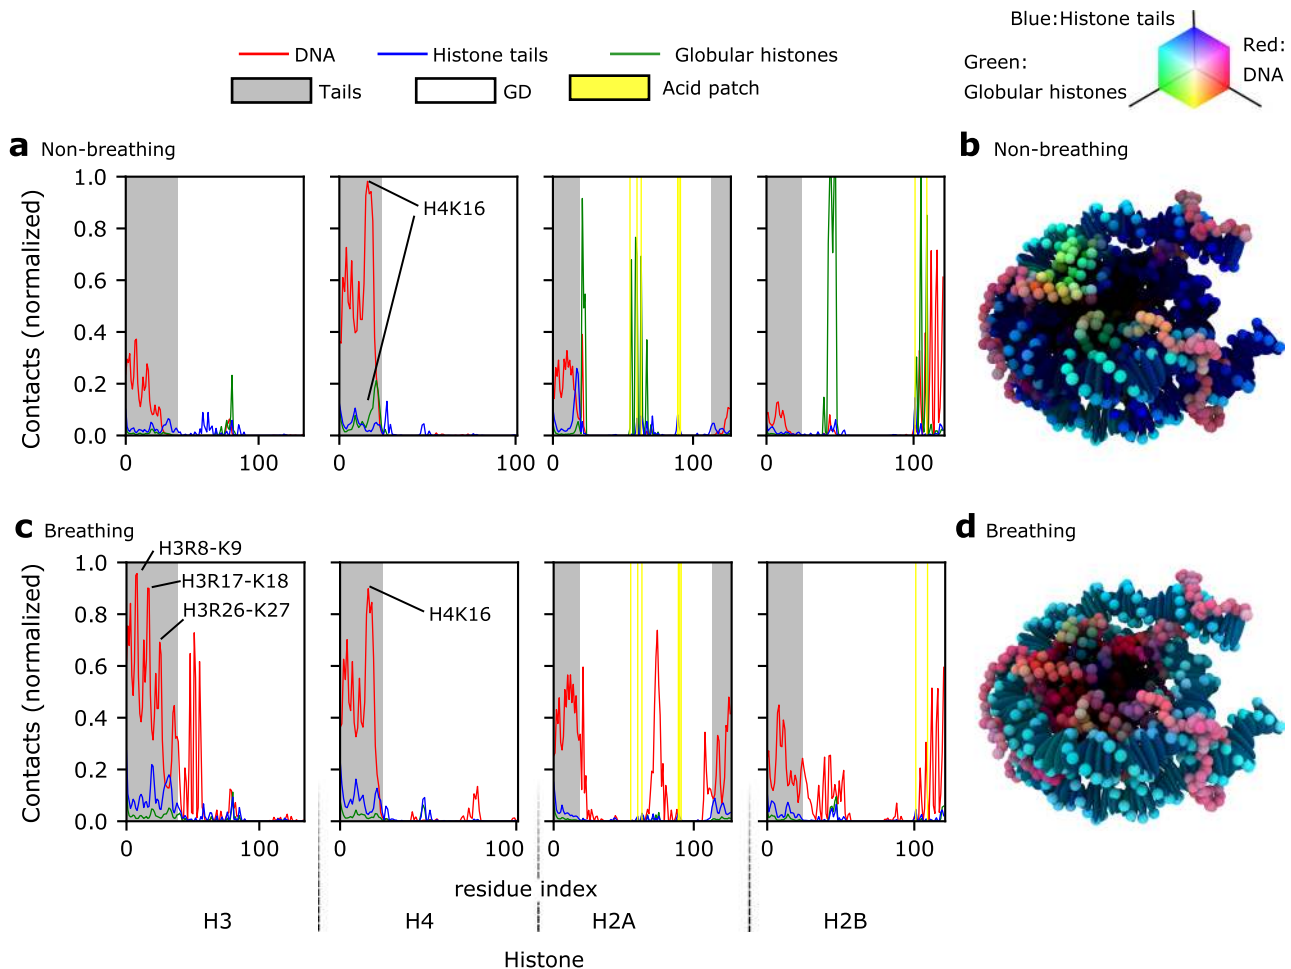 DNA
Histone tails
Globular histones
Tails
GD
Acid patch
Blue:Histone tails
Red:
DNA
Green:
Globular histones
a Non-breathing
b Non-breathing
Contacts (normalized)
1.0
0.8
0.6
0.4
0.2
0.0
H4K16
0 100
0 100
0 100
0 100
c Breathing
d Breathing
Contacts (normalized)
1.0
0.8
0.6
0.4
0.2
0.0
H3R8-K9
H3R17-K18
H3R26-K27
H4K16
0 100
0 100
0 100
0 100
residue index
H3 H4 H2A H2B
Histone